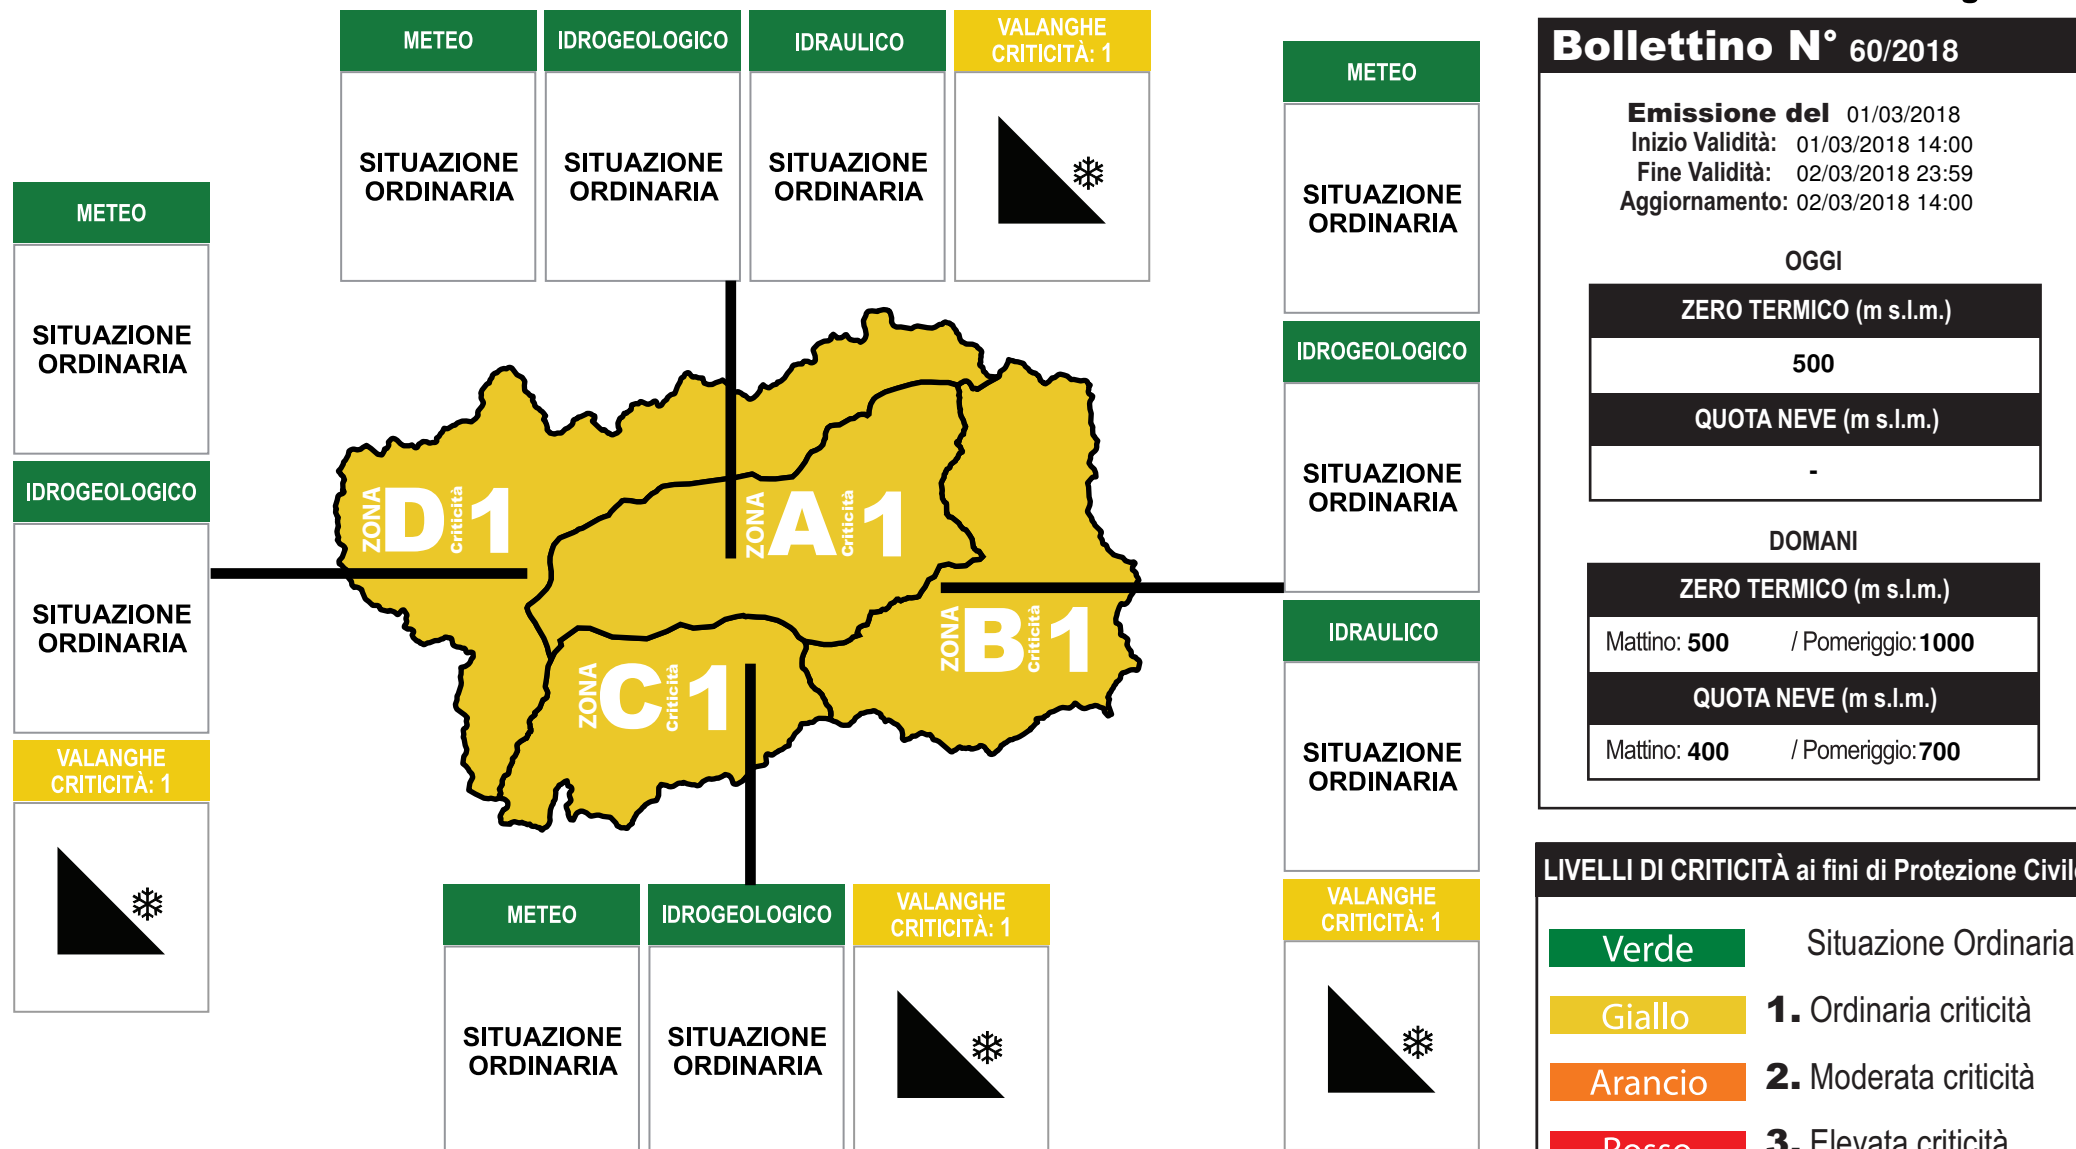 METEO
IDROGEOLOGICO
IDRAULICO
VALANGHE
CRITICITÀ: 1
SITUAZIONE
ORDINARIA
SITUAZIONE
ORDINARIA
SITUAZIONE
ORDINARIA
METEO
SITUAZIONE
ORDINARIA
IDROGEOLOGICO
SITUAZIONE
ORDINARIA
VALANGHE
CRITICITÀ: 1
ZONA D Criticità 1
ZONA A Criticità 1
ZONA B Criticità 1
ZONA C Criticità 1
METEO
IDROGEOLOGICO
VALANGHE
CRITICITÀ: 1
SITUAZIONE
ORDINARIA
SITUAZIONE
ORDINARIA
METEO
SITUAZIONE
ORDINARIA
IDROGEOLOGICO
SITUAZIONE
ORDINARIA
IDRAULICO
SITUAZIONE
ORDINARIA
VALANGHE
CRITICITÀ: 1
Bollettino N° 60/2018
Emissione del 01/03/2018
Inizio Validità: 01/03/2018 14:00
Fine Validità: 02/03/2018 23:59
Aggiornamento: 02/03/2018 14:00
OGGI
ZERO TERMICO (m s.l.m.)
500
QUOTA NEVE (m s.l.m.)
-
DOMANI
ZERO TERMICO (m s.l.m.)
Mattino: 500 / Pomeriggio: 1000
QUOTA NEVE (m s.l.m.)
Mattino: 400 / Pomeriggio: 700
LIVELLI DI CRITICITÀ ai fini di Protezione Civile
Verde Situazione Ordinaria
Giallo 1. Ordinaria criticità
Arancio 2. Moderata criticità
Rosso 3. Elevata criticità